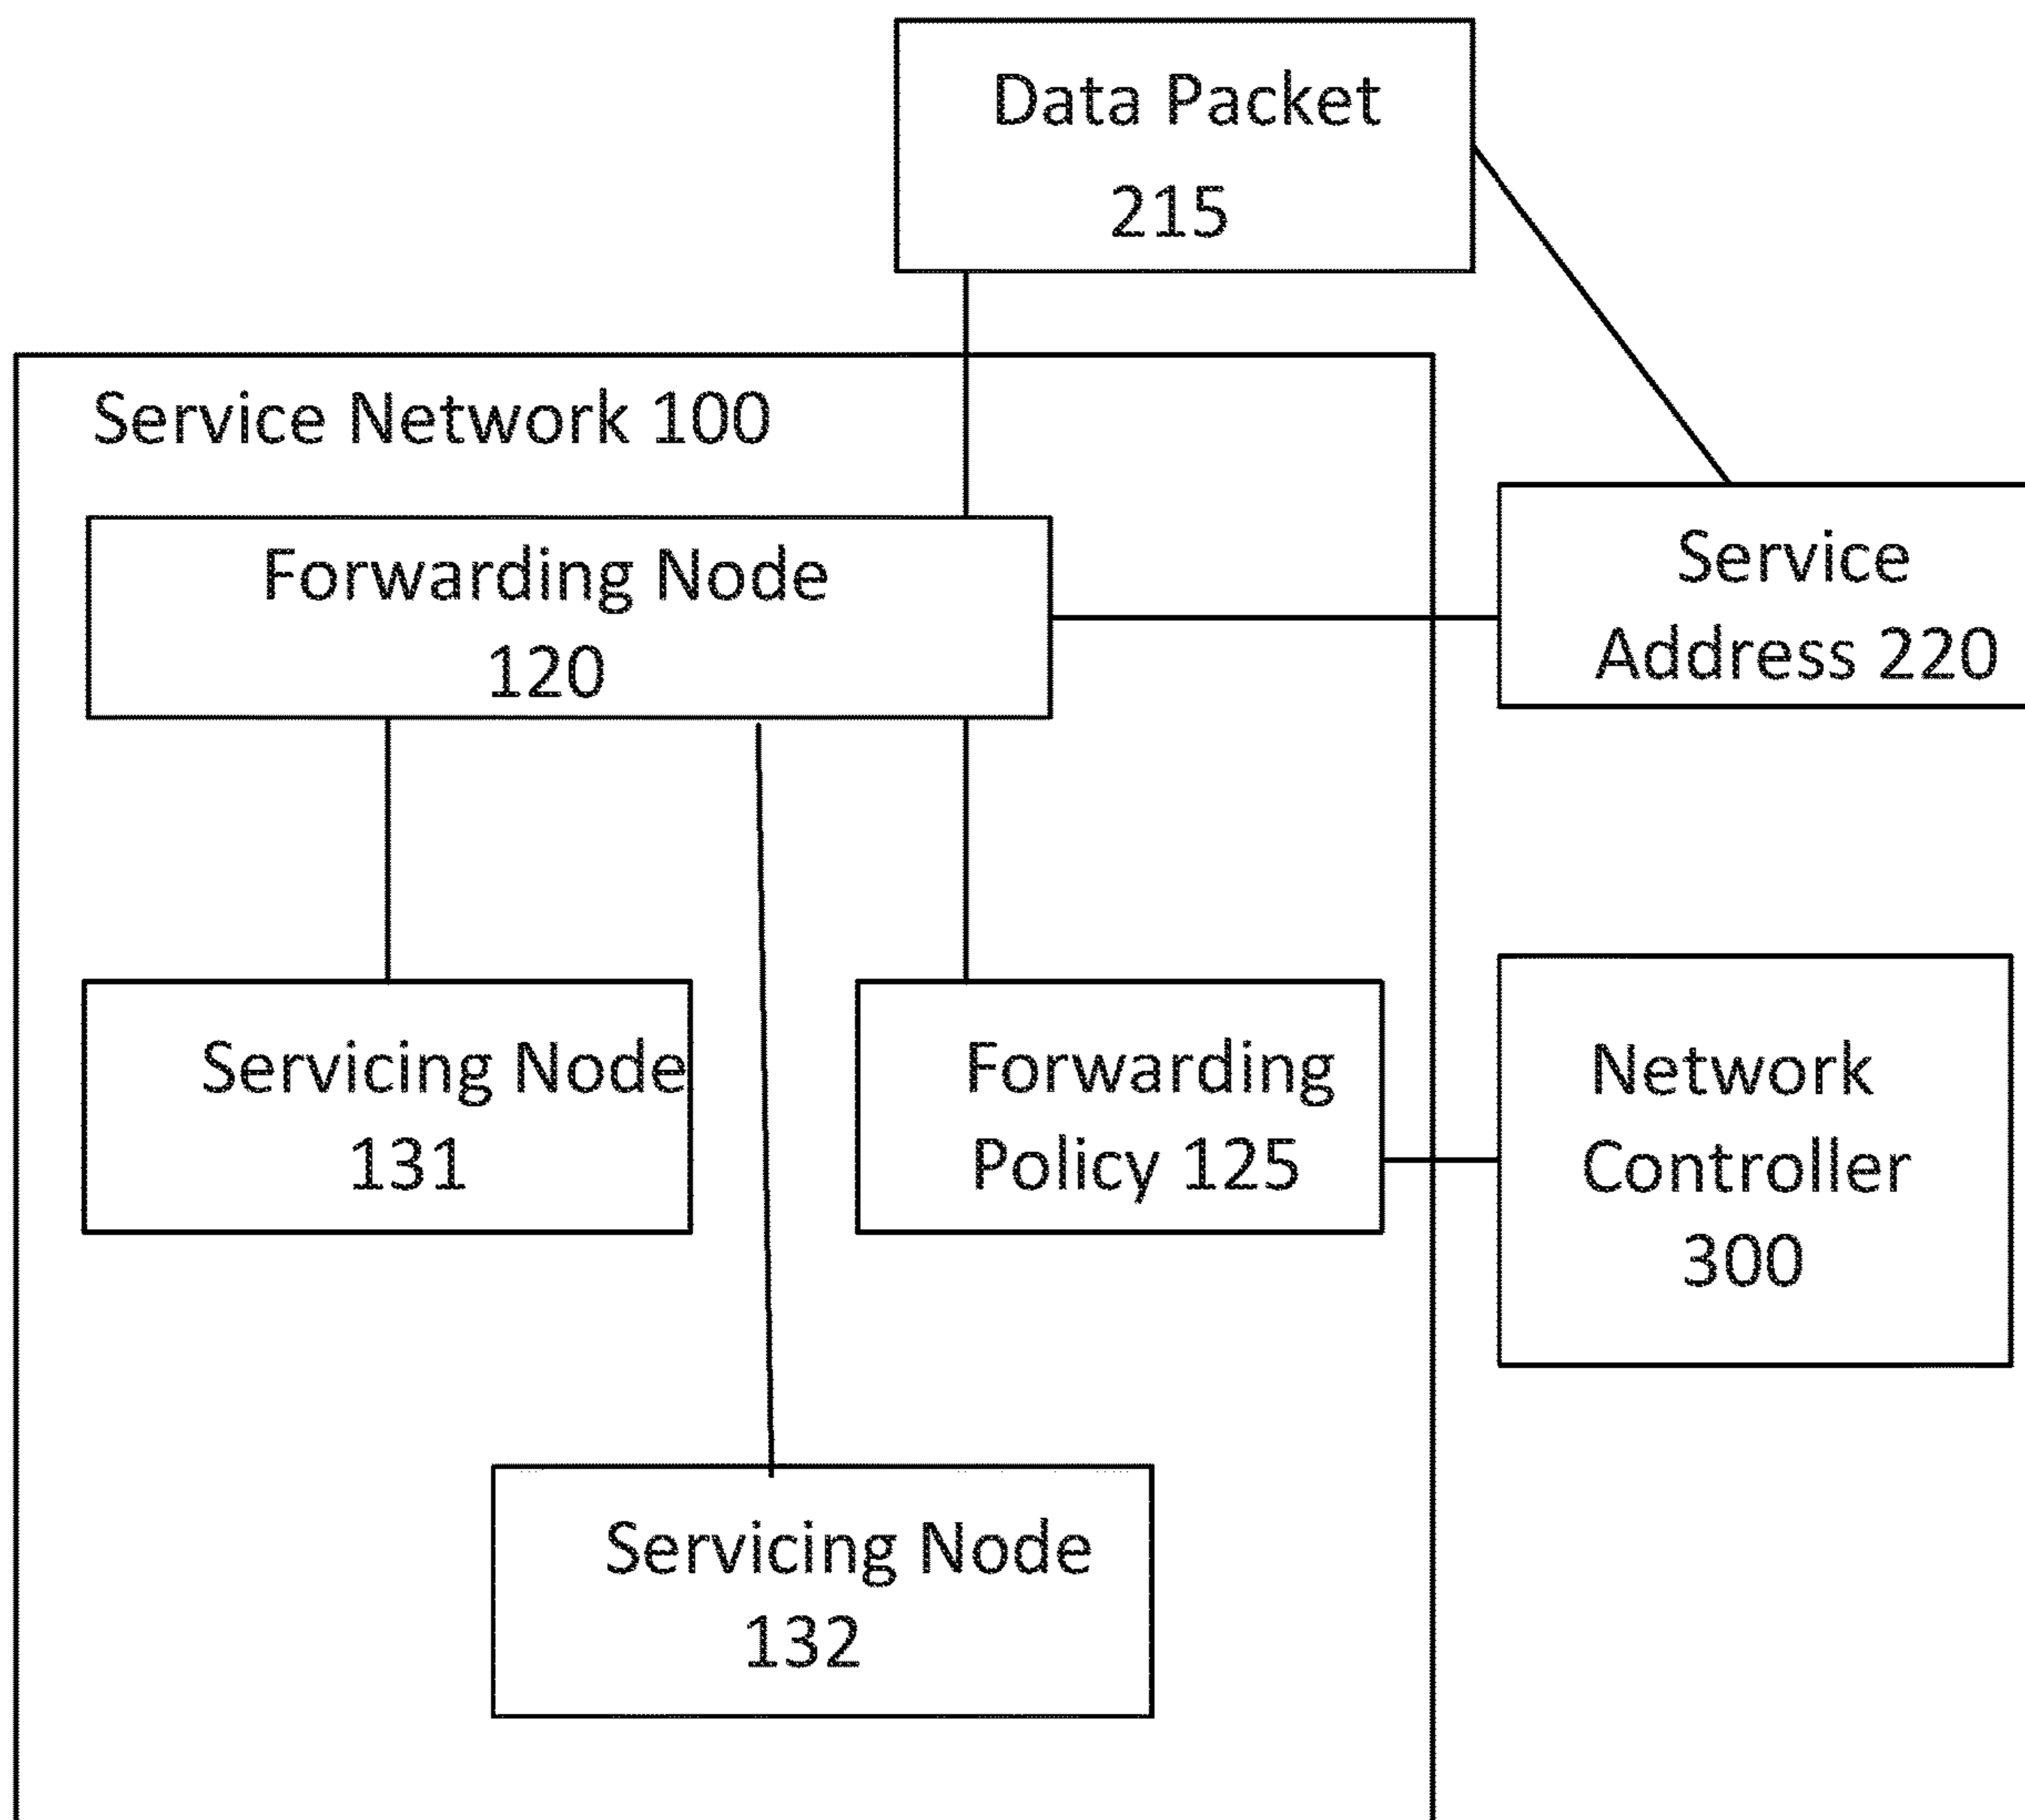 Data Packet
215
Service Network 100
Forwarding Node
120
Service
Address 220
Servicing Node
131
Forwarding
Policy 125
Network
Controller
300
Servicing Node
132